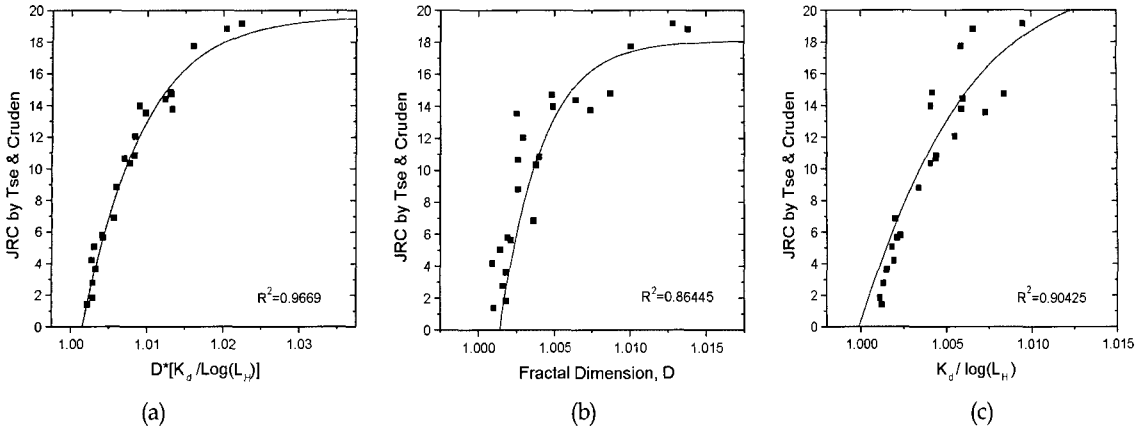 JRC by Tse & Cruden
20
18
16
14
12
10
8
6
4
2
0
R²=0.9669
1.00 1.01 1.02 1.03
D*[K_d /Log(L_H)]
(a)
JRC by Tse & Cruden
20
18
16
14
12
10
8
6
4
2
0
R²=0.86445
1.000 1.005 1.010 1.015
Fractal Dimension, D
(b)
JRC by Tse & Cruden
20
18
16
14
12
10
8
6
4
2
0
R²=0.90425
1.000 1.005 1.010 1.015
K_d / log(L_H)
(c)